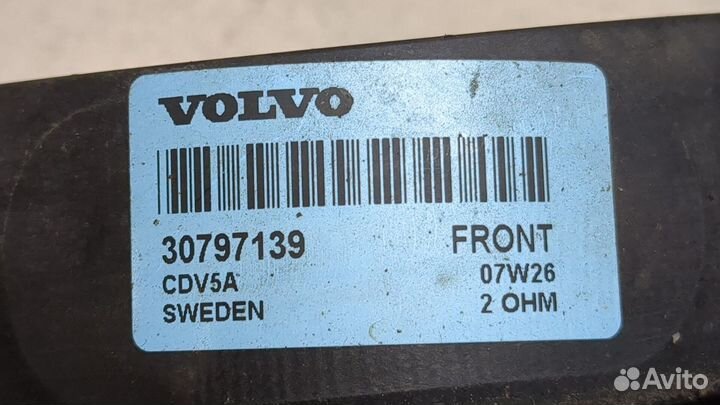 VOLVO
30797139 FRONT
CDV5A 07W26
SWEDEN 2 OHM
Avito